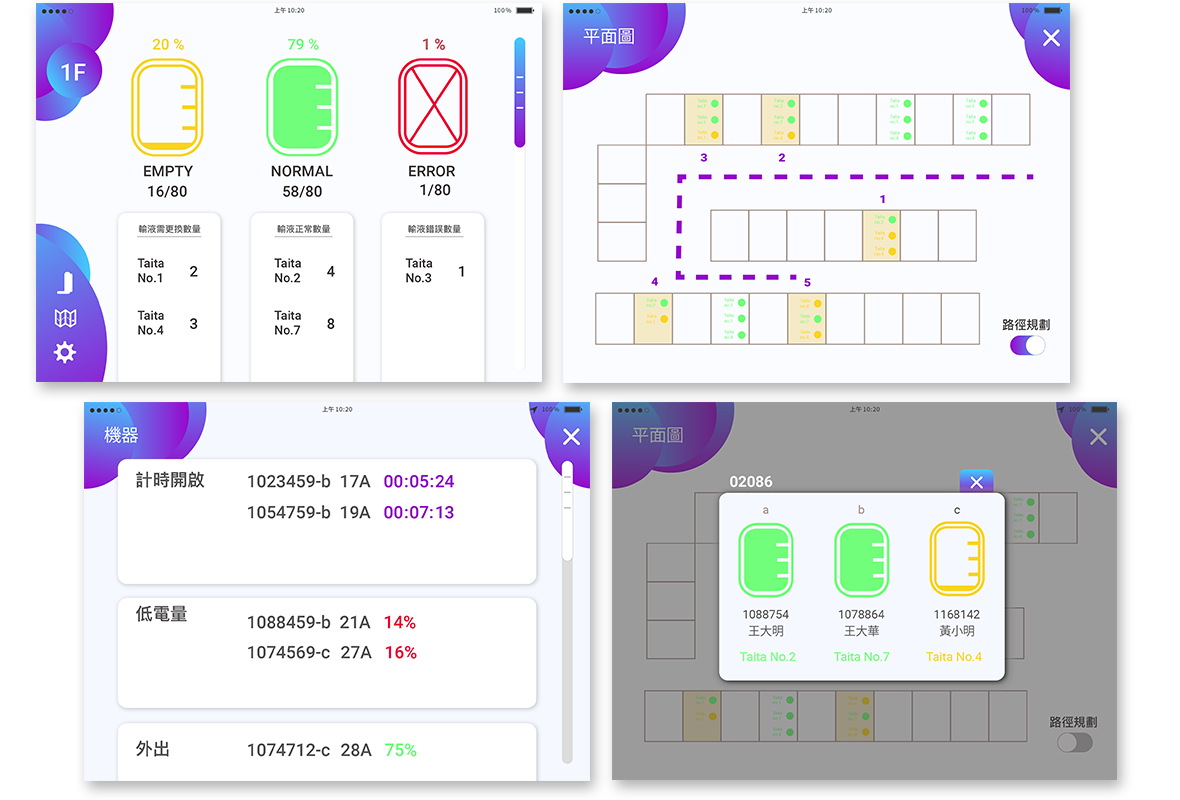 上午 10:20
100%
1F
20 %
79 %
1 %
EMPTY
NORMAL
ERROR
16/80
58/80
1/80
輸液需更換數量
輸液正常數量
輸液錯誤數量
Taita No.1 2
Taita No.2 4
Taita No.3 1
Taita No.4 3
Taita No.7 8
上午 10:20
100%
平面圖
3
2
1
4
5
路徑規劃
上午 10:20
100%
機器
計時開啟
1023459-b 17A 00:05:24
1054759-b 19A 00:07:13
低電量
1088459-b 21A 14%
1074569-c 27A 16%
外出
1074712-c 28A 75%
上午 10:20
100%
平面圖
02086
a
b
c
1088754
1078864
1168142
王大明
王大華
黃小明
Taita No.2
Taita No.7
Taita No.4
路徑規劃